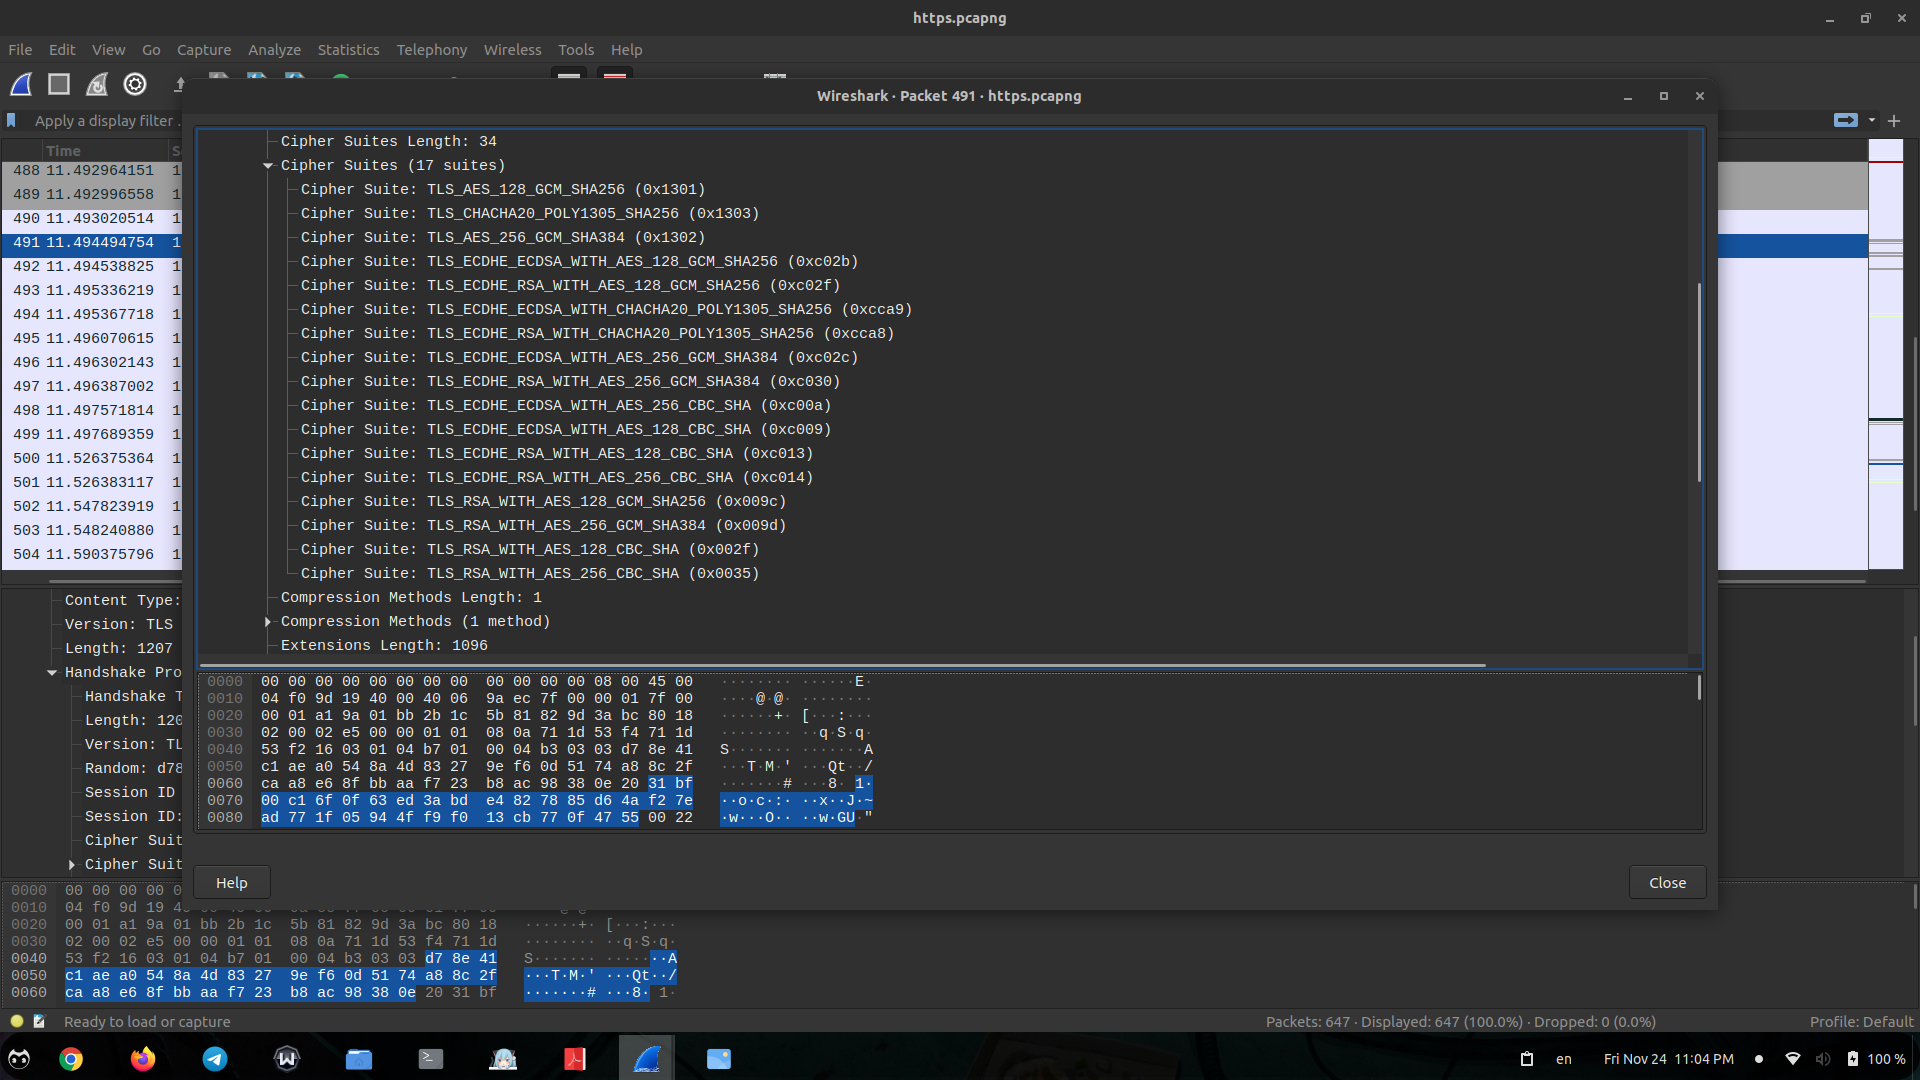 https.pcapng
File Edit View Go Capture Analyze Statistics Telephony Wireless Tools Help
Wireshark · Packet 491 · https.pcapng
Apply a display filter
Time
488 11.492964151 1
489 11.492996558 1
490 11.493020514 1
491 11.494494754 1
492 11.494538825 1
493 11.495336219 1
494 11.495367718 1
495 11.496070615 1
496 11.496302143 1
497 11.496387002 1
498 11.497571814 1
499 11.497689359 1
500 11.526375364 1
501 11.526383117 1
502 11.547823919 1
503 11.548240880 1
504 11.590375796 1
Cipher Suites Length: 34
Cipher Suites (17 suites)
Cipher Suite: TLS_AES_128_GCM_SHA256 (0x1301)
Cipher Suite: TLS_CHACHA20_POLY1305_SHA256 (0x1303)
Cipher Suite: TLS_AES_256_GCM_SHA384 (0x1302)
Cipher Suite: TLS_ECDHE_ECDSA_WITH_AES_128_GCM_SHA256 (0xc02b)
Cipher Suite: TLS_ECDHE_RSA_WITH_AES_128_GCM_SHA256 (0xc02f)
Cipher Suite: TLS_ECDHE_ECDSA_WITH_CHACHA20_POLY1305_SHA256 (0xcca9)
Cipher Suite: TLS_ECDHE_RSA_WITH_CHACHA20_POLY1305_SHA256 (0xcca8)
Cipher Suite: TLS_ECDHE_ECDSA_WITH_AES_256_GCM_SHA384 (0xc02c)
Cipher Suite: TLS_ECDHE_RSA_WITH_AES_256_GCM_SHA384 (0xc030)
Cipher Suite: TLS_ECDHE_ECDSA_WITH_AES_256_CBC_SHA (0xc00a)
Cipher Suite: TLS_ECDHE_ECDSA_WITH_AES_128_CBC_SHA (0xc009)
Cipher Suite: TLS_ECDHE_RSA_WITH_AES_128_CBC_SHA (0xc013)
Cipher Suite: TLS_ECDHE_RSA_WITH_AES_256_CBC_SHA (0xc014)
Cipher Suite: TLS_RSA_WITH_AES_128_GCM_SHA256 (0x009c)
Cipher Suite: TLS_RSA_WITH_AES_256_GCM_SHA384 (0x009d)
Cipher Suite: TLS_RSA_WITH_AES_128_CBC_SHA (0x002f)
Cipher Suite: TLS_RSA_WITH_AES_256_CBC_SHA (0x0035)
Compression Methods Length: 1
Compression Methods (1 method)
Extensions Length: 1096
0000 00 00 00 00 00 00 00 00 00 00 00 00 08 00 45 00 ········ ······E·
0010 04 f0 9d 19 40 00 40 06 9a ec 7f 00 00 01 7f 00 ····@·@· ········
0020 00 01 a1 9a 01 bb 2b 1c 5b 81 82 9d 3a bc 80 18 ······+· [···:···
0030 02 00 02 e5 00 00 01 01 08 0a 71 1d 53 f4 71 1d ········ ··q·S·q·
0040 53 f2 16 03 01 04 b7 01 00 04 b3 03 03 d7 8e 41 S······· ·······A
0050 c1 ae a0 54 8a 4d 83 27 9e f6 0d 51 74 a8 8c 2f ···T·M·' ···Qt··/
0060 ca a8 e6 8f bb aa f7 23 b8 ac 98 38 0e 20 31 bf ·······# ···8· 1·
0070 00 c1 6f 0f 63 ed 3a bd e4 82 78 85 d6 4a f2 7e ··o·c·:· ··x··J·~
0080 ad 77 1f 05 94 4f f9 f0 13 cb 77 0f 47 55 00 22 ·w···O·· ··w·GU·"
Help Close
Content Type:
Version: TLS
Length: 1207
Handshake Pro
Handshake T
Length: 120
Version: TL
Random: d78
Session ID
Session ID:
Cipher Suit
Cipher Suit
0000 00 00 00 00 0
0010 04 f0 9d 19 4
0020 00 01 a1 9a 01 bb 2b 1c 5b 81 82 9d 3a bc 80 18 ······+· [···:···
0030 02 00 02 e5 00 00 01 01 08 0a 71 1d 53 f4 71 1d ········ ··q·S·q·
0040 53 f2 16 03 01 04 b7 01 00 04 b3 03 03 d7 8e 41 S······· ·······A
0050 c1 ae a0 54 8a 4d 83 27 9e f6 0d 51 74 a8 8c 2f ···T·M·' ···Qt··/
0060 ca a8 e6 8f bb aa f7 23 b8 ac 98 38 0e 20 31 bf ·······# ···8· 1·
Ready to load or capture Packets: 647 · Displayed: 647 (100.0%) · Dropped: 0 (0.0%) Profile: Default
en Fri Nov 24 11:04 PM 100 %